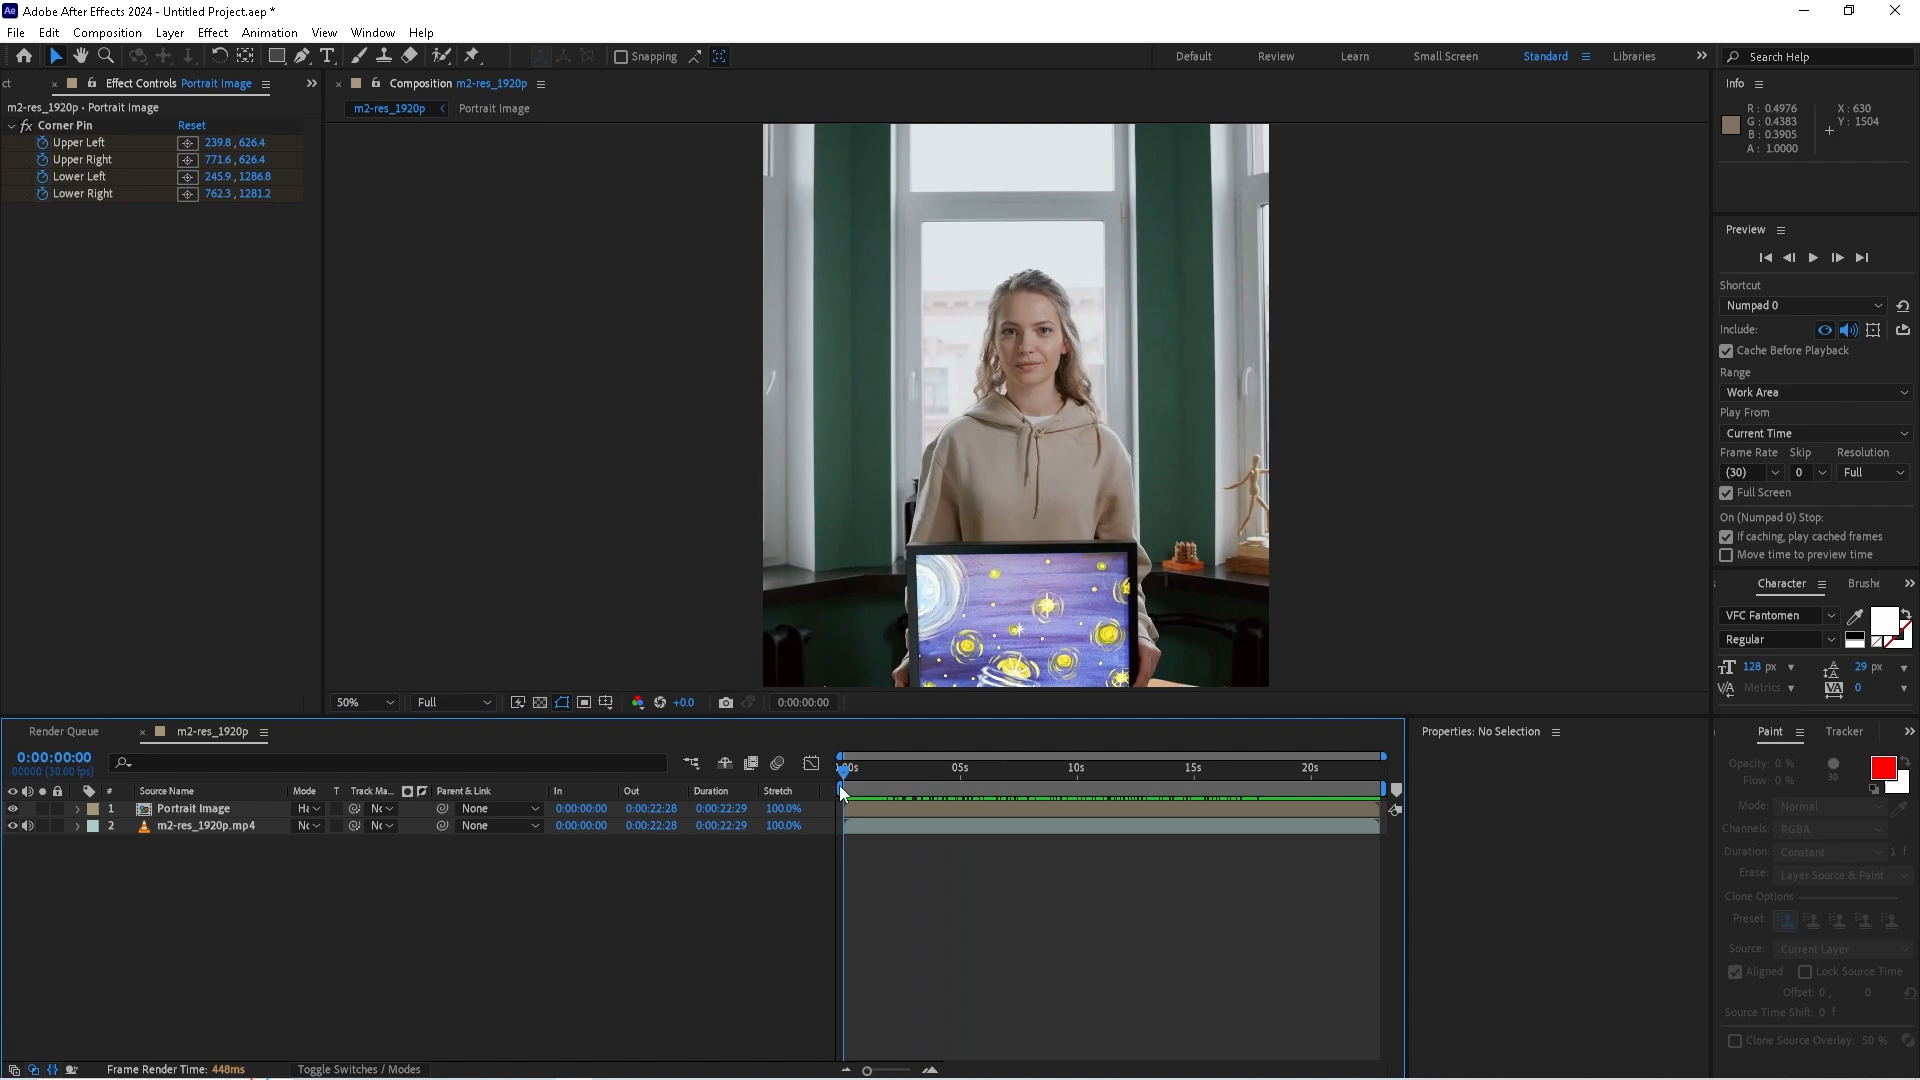 Adobe After Effects 2024 - Untitled Project.aep *
File Edit Composition Layer Effect Animation View Window Help
Snapping
Default Review Learn Small Screen Standard Libraries
Search Help
ct
Effect Controls Portrait Image
m2-res_1920p • Portrait Image
fx Corner Pin Reset
Upper Left 239.8 , 626.4
Upper Right 771.6 , 626.4
Lower Left 245.9 , 1286.8
Lower Right 762.3 , 1281.2
Composition m2-res_1920p
m2-res_1920p Portrait Image
50% Full +0.0 0:00:00:00
Info
R : 0.4976
G : 0.4383
B : 0.3905
A : 1.0000
X : 630
Y : 1504
Preview
Shortcut
Numpad 0
Include:
Cache Before Playback
Range
Work Area
Play From
Current Time
Frame Rate Skip Resolution
(30) 0 Full
Full Screen
On (Numpad 0) Stop:
If caching, play cached frames
Move time to preview time
Character Brushe
VFC Fantomen
Regular
128 px 29 px
Metrics 0
Render Queue m2-res_1920p
0:00:00:00
00000 (30.00 fps)
# Source Name Mode T Track Ma... Parent & Link In Out Duration Stretch
1 Portrait Image None 0:00:00:00 0:00:22:28 0:00:22:29 100.0%
2 m2-res_1920p.mp4 None 0:00:00:00 0:00:22:28 0:00:22:29 100.0%
05s 10s 15s 20s
Frame Render Time: 448ms Toggle Switches / Modes
Properties: No Selection
Paint Tracker
Opacity: 0 %
Flow: 0 %
30
Mode: Normal
Channels: RGBA
Duration: Constant 1 f
Erase: Layer Source & Paint
Clone Options
Preset:
Source: Current Layer
Aligned Lock Source Time
Offset: 0 , 0
Source Time Shift: 0 f
Clone Source Overlay: 50 %